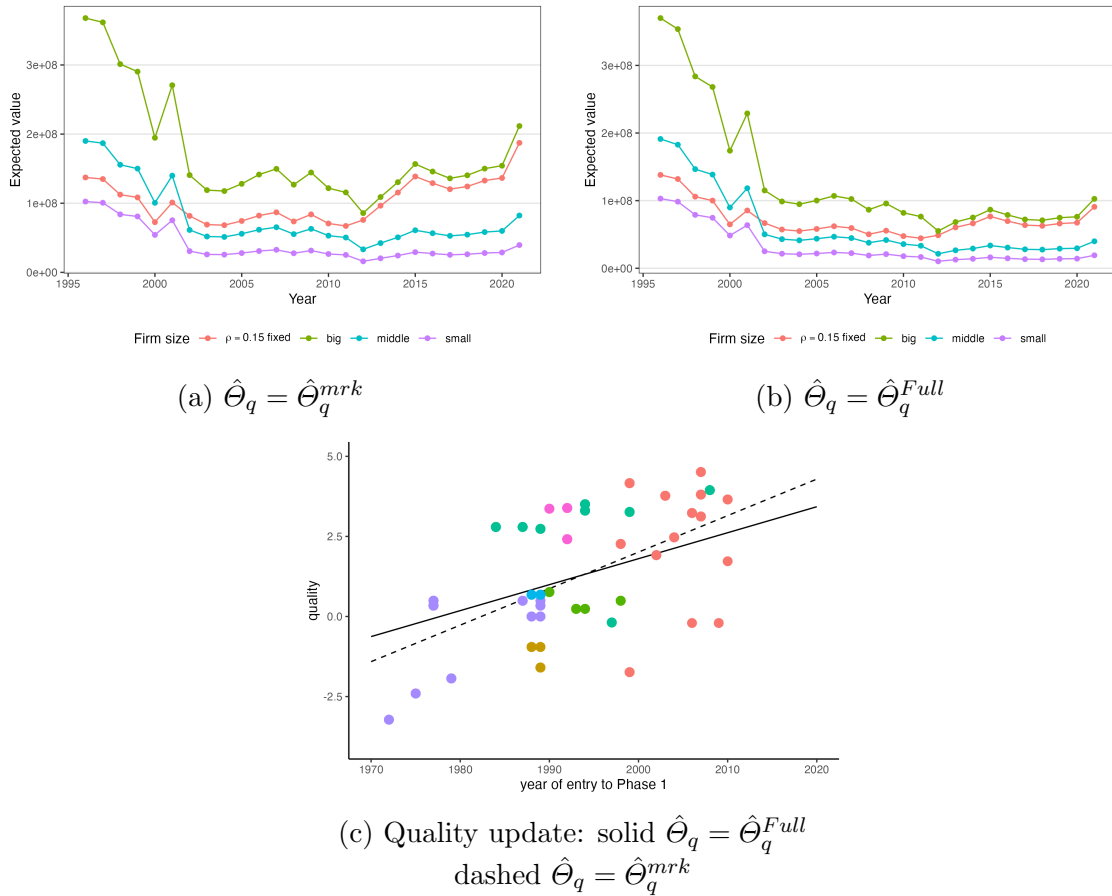 3e+08
2e+08
1e+08
0e+00
Expected value
1995 2000 2005 2010 2015 2020
Year
Firm size ρ = 0.15 fixed big middle small
(a) Θ̂_q = Θ̂_q^{mrk}
3e+08
2e+08
1e+08
0e+00
Expected value
1995 2000 2005 2010 2015 2020
Year
Firm size ρ = 0.15 fixed big middle small
(b) Θ̂_q = Θ̂_q^{Full}
5.0
2.5
0.0
-2.5
quality
1970 1980 1990 2000 2010 2020
year of entry to Phase 1
(c) Quality update: solid Θ̂_q = Θ̂_q^{Full}
dashed Θ̂_q = Θ̂_q^{mrk}